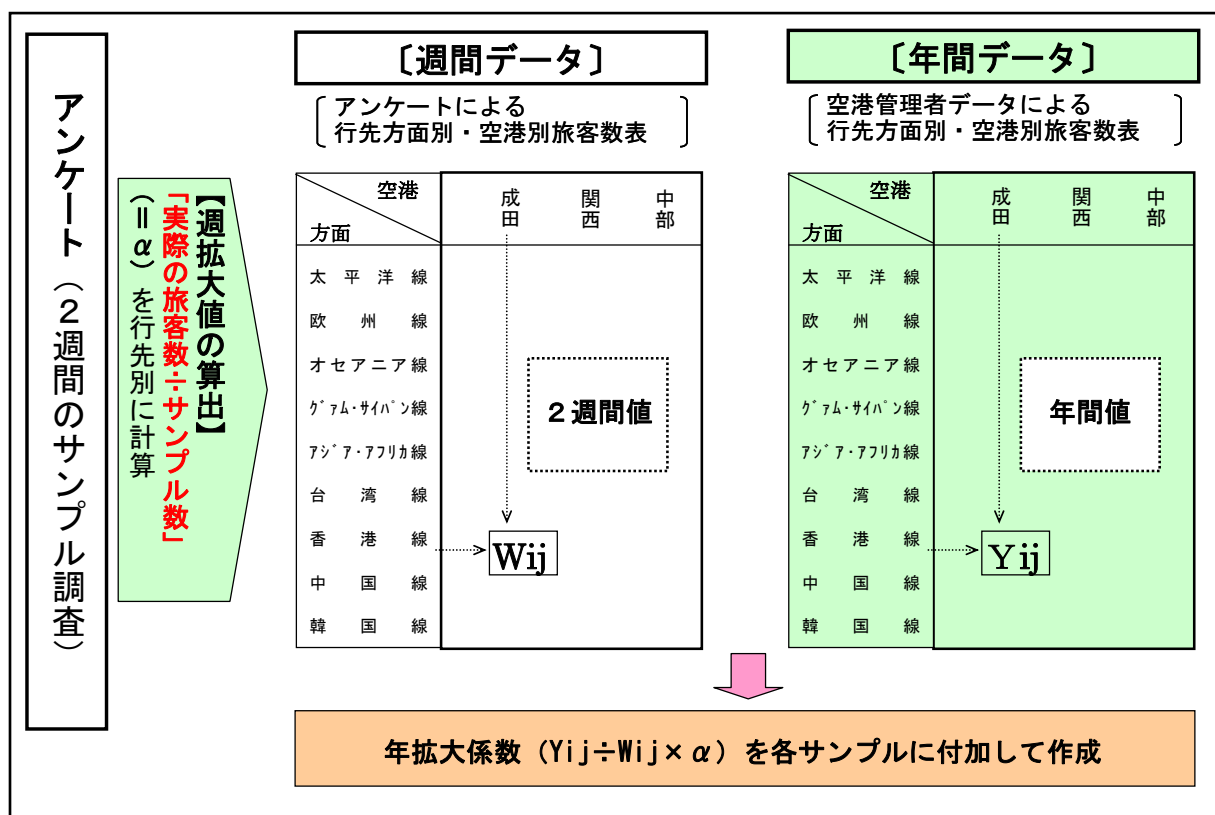 アンケート（２週間のサンプル調査）
【週拡大値の算出】
「実際の旅客数÷サンプル数」
（＝α）を行先別に計算
〔週間データ〕
アンケートによる
行先方面別・空港別旅客数表
空港
方面
成田
関西
中部
太平洋線
欧州線
オセアニア線
グァム・サイパン線
アジア・アフリカ線
台湾線
香港線
中国線
韓国線
２週間値
Wij
〔年間データ〕
空港管理者データによる
行先方面別・空港別旅客数表
空港
方面
成田
関西
中部
太平洋線
欧州線
オセアニア線
グァム・サイパン線
アジア・アフリカ線
台湾線
香港線
中国線
韓国線
年間値
Ｙij
年拡大係数（Yij÷Wij×α）を各サンプルに付加して作成